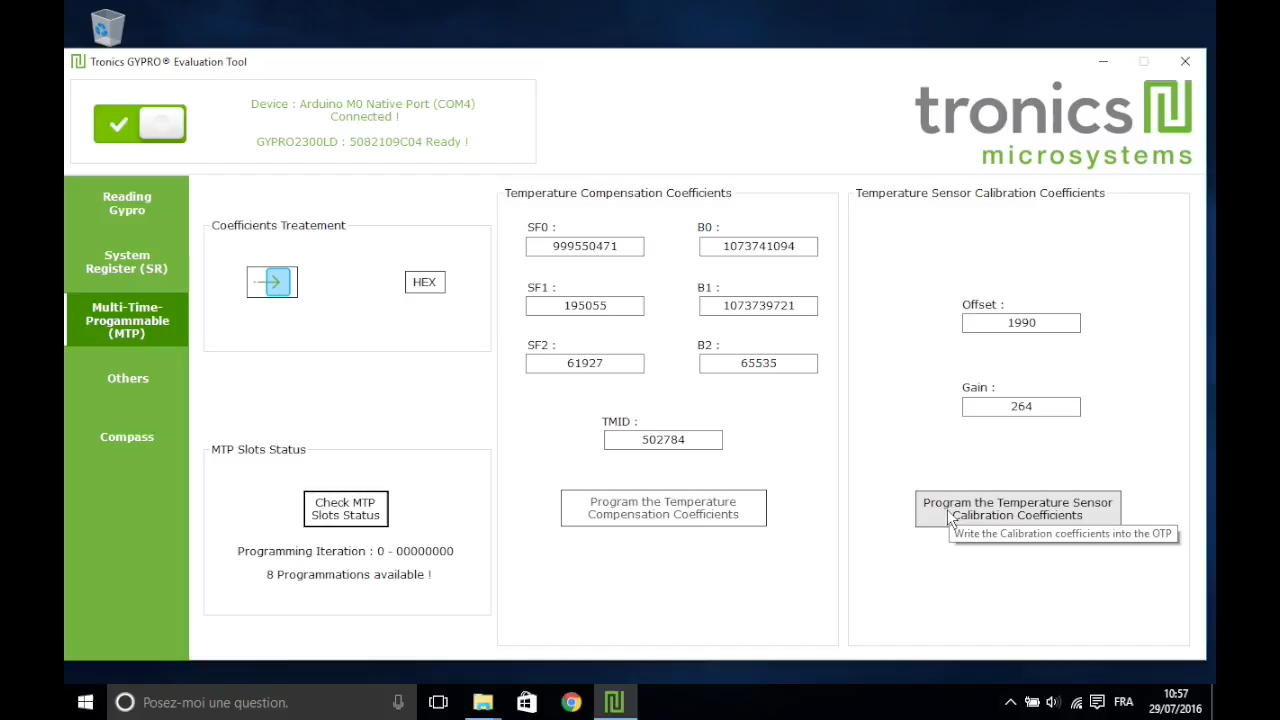 Tronics GYPRO® Evaluation Tool
Device : Arduino M0 Native Port (COM4)
Connected !
GYPRO2300LD : 5082109C04 Ready !
tronics
microsystems
Reading
Gypro
System
Register (SR)
Multi-Time-
Progammable
(MTP)
Others
Compass
Coefficients Treatement
HEX
MTP Slots Status
Check MTP
Slots Status
Programming Iteration : 0 - 00000000
8 Programmations available !
Temperature Compensation Coefficients
SF0 :
999550471
B0 :
1073741094
SF1 :
195055
B1 :
1073739721
SF2 :
61927
B2 :
65535
TMID :
502784
Program the Temperature
Compensation Coefficients
Temperature Sensor Calibration Coefficients
Offset :
1990
Gain :
264
Program the Temperature Sensor
Calibration Coefficients
Write the Calibration coefficients into the OTP
Posez-moi une question.
FRA
10:57
29/07/2016